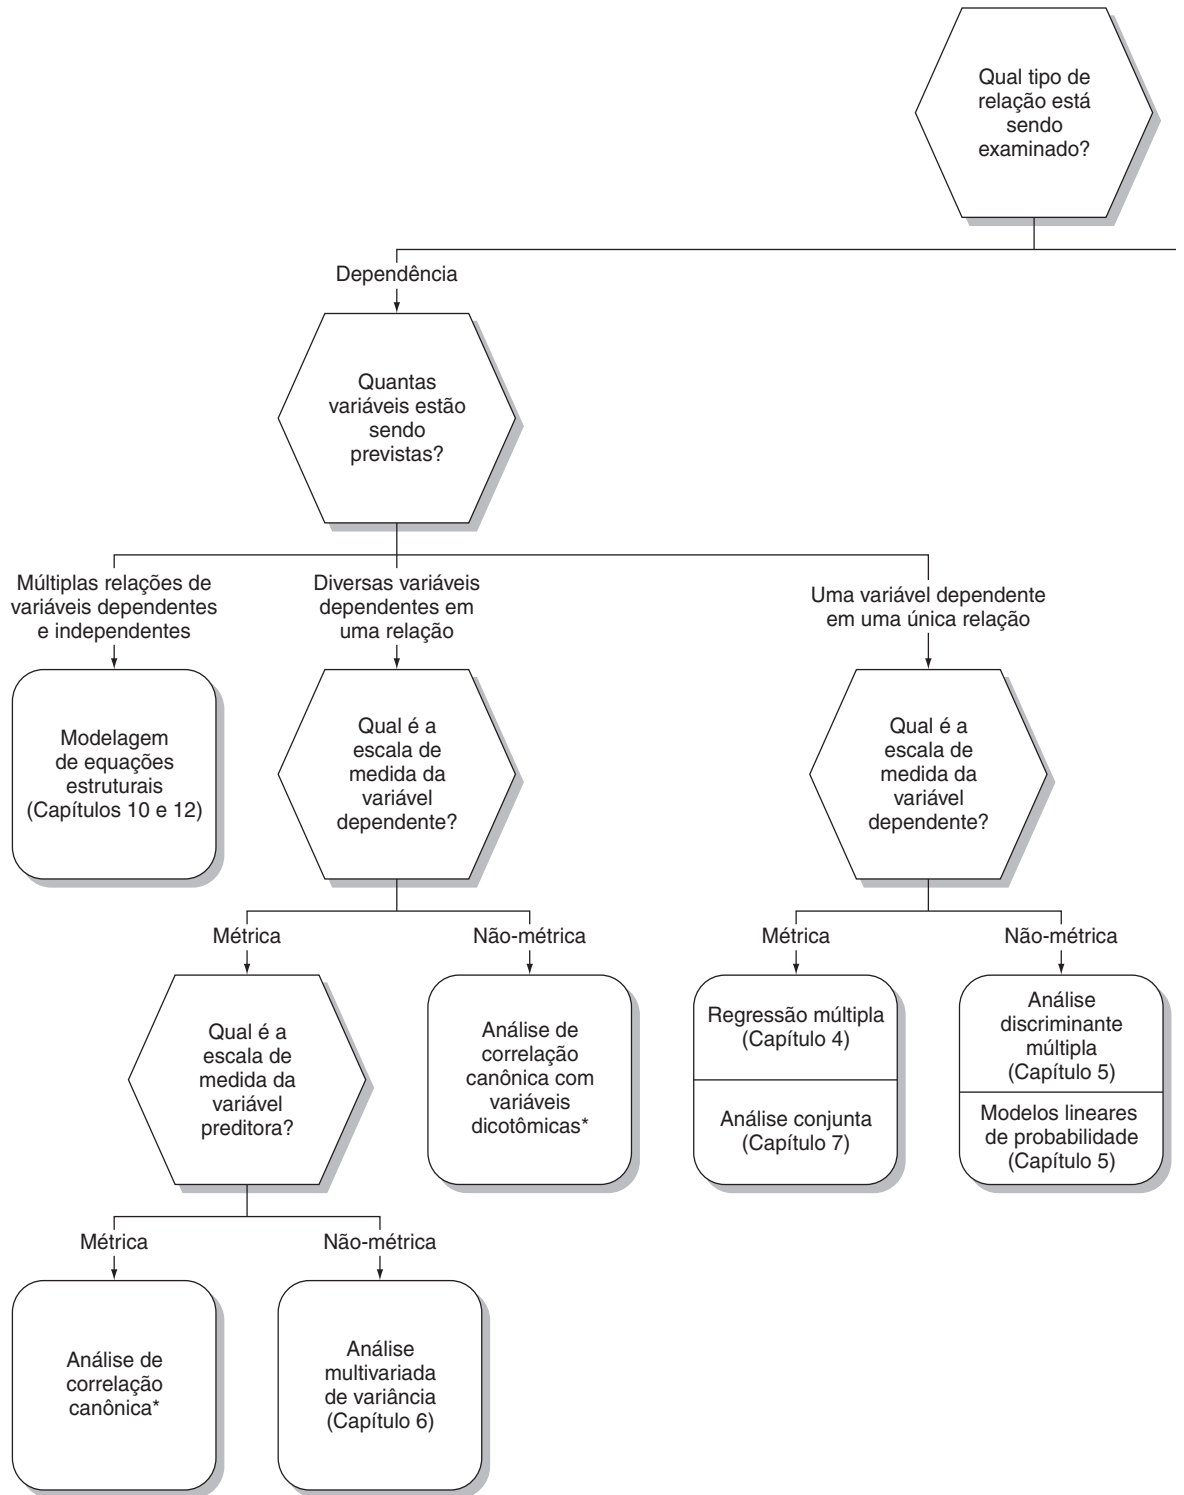 Qual tipo de
relação está
sendo
examinado?
Dependência
Quantas
variáveis estão
sendo
previstas?
Múltiplas relações de
variáveis dependentes
e independentes
Diversas variáveis
dependentes em
uma relação
Uma variável dependente
em uma única relação
Modelagem
de equações
estruturais
(Capítulos 10 e 12)
Qual é a
escala de
medida da
variável
dependente?
Qual é a
escala de
medida da
variável
dependente?
Métrica
Não-métrica
Métrica
Não-métrica
Qual é a
escala de
medida da
variável
preditora?
Análise de
correlação
canônica com
variáveis
dicotômicas*
Regressão múltipla
(Capítulo 4)
Análise conjunta
(Capítulo 7)
Análise
discriminante
múltipla
(Capítulo 5)
Modelos lineares
de probabilidade
(Capítulo 5)
Métrica
Não-métrica
Análise de
correlação
canônica*
Análise
multivariada
de variância
(Capítulo 6)